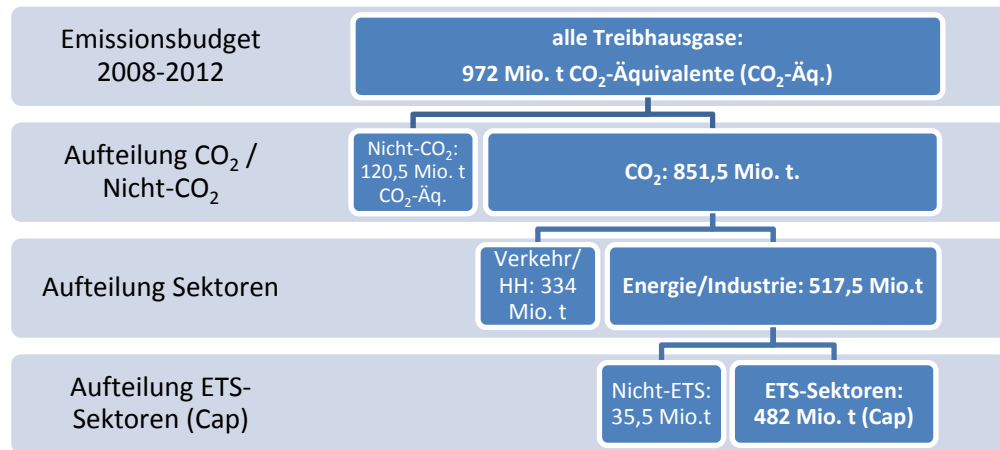 Emissionsbudget
2008-2012
alle Treibhausgase:
972 Mio. t CO₂-Äquivalente (CO₂-Äq.)
Aufteilung CO₂ /
Nicht-CO₂
Nicht-CO₂:
120,5 Mio. t
CO₂-Äq.
CO₂: 851,5 Mio. t.
Aufteilung Sektoren
Verkehr/
HH: 334
Mio. t
Energie/Industrie: 517,5 Mio.t
Aufteilung ETS-
Sektoren (Cap)
Nicht-ETS:
35,5 Mio.t
ETS-Sektoren:
482 Mio. t (Cap)